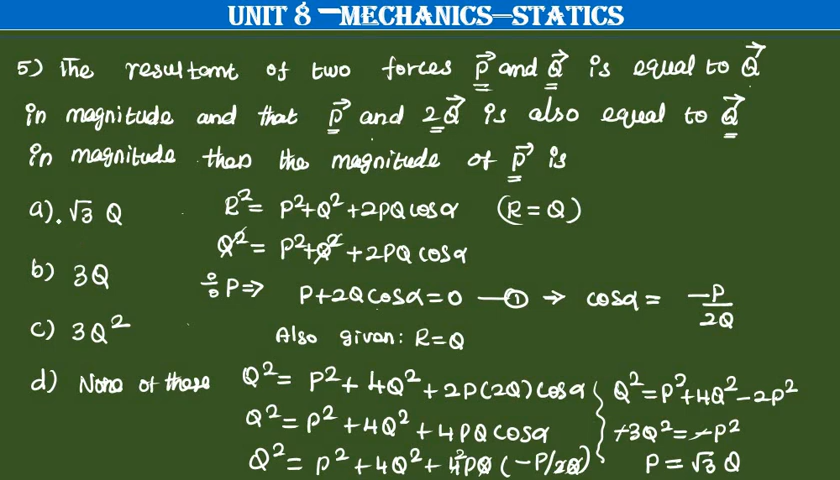 UNIT 8 – MECHANICS–STATICS
5) The resultant of two forces P⃗ and Q⃗ is equal to Q⃗
in magnitude and that P⃗ and 2Q⃗ is also equal to Q⃗
in magnitude then the magnitude of P⃗ is
a). √3 Q
b) 3Q
c) 3Q²
d) None of these
R² = P²+Q²+2PQ cosα (R = Q)
Q² = P²+Q²+2PQ cosα
÷ P ⇒ P+2Q cosα = 0 —① → cosα = -P/2Q
Also given: R = Q
Q² = P² + 4Q² + 2P(2Q) cosα
Q² = P² + 4Q² + 4PQ cosα
Q² = P² + 4Q² + 4²PQ (-P/2Q)
Q² = P² + 4Q² - 2P²
-3Q² = -P²
P = √3 Q